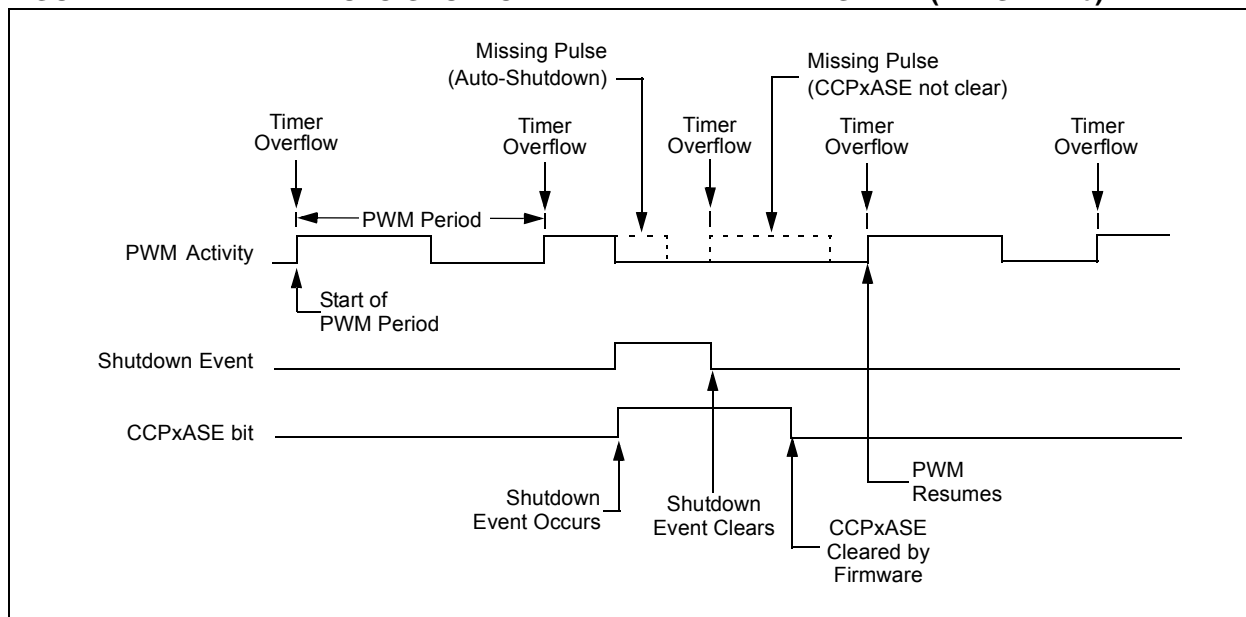 Missing Pulse
(Auto-Shutdown)
Missing Pulse
(CCPxASE not clear)
Timer
Overflow
Timer
Overflow
Timer
Overflow
Timer
Overflow
Timer
Overflow
PWM Period
PWM Activity
Start of
PWM Period
Shutdown Event
CCPxASE bit
Shutdown
Event Occurs
Shutdown
Event Clears
CCPxASE
Cleared by
Firmware
PWM
Resumes